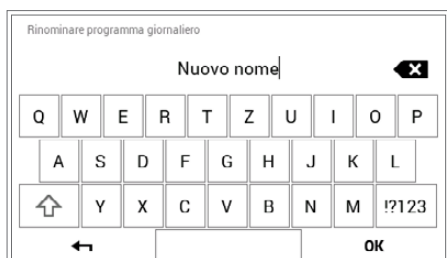 Rinominare programma giornaliero
Nuovo nome
Q W E R T Z U I O P
A S D F G H J K L
Y X C V B N M !?123
OK